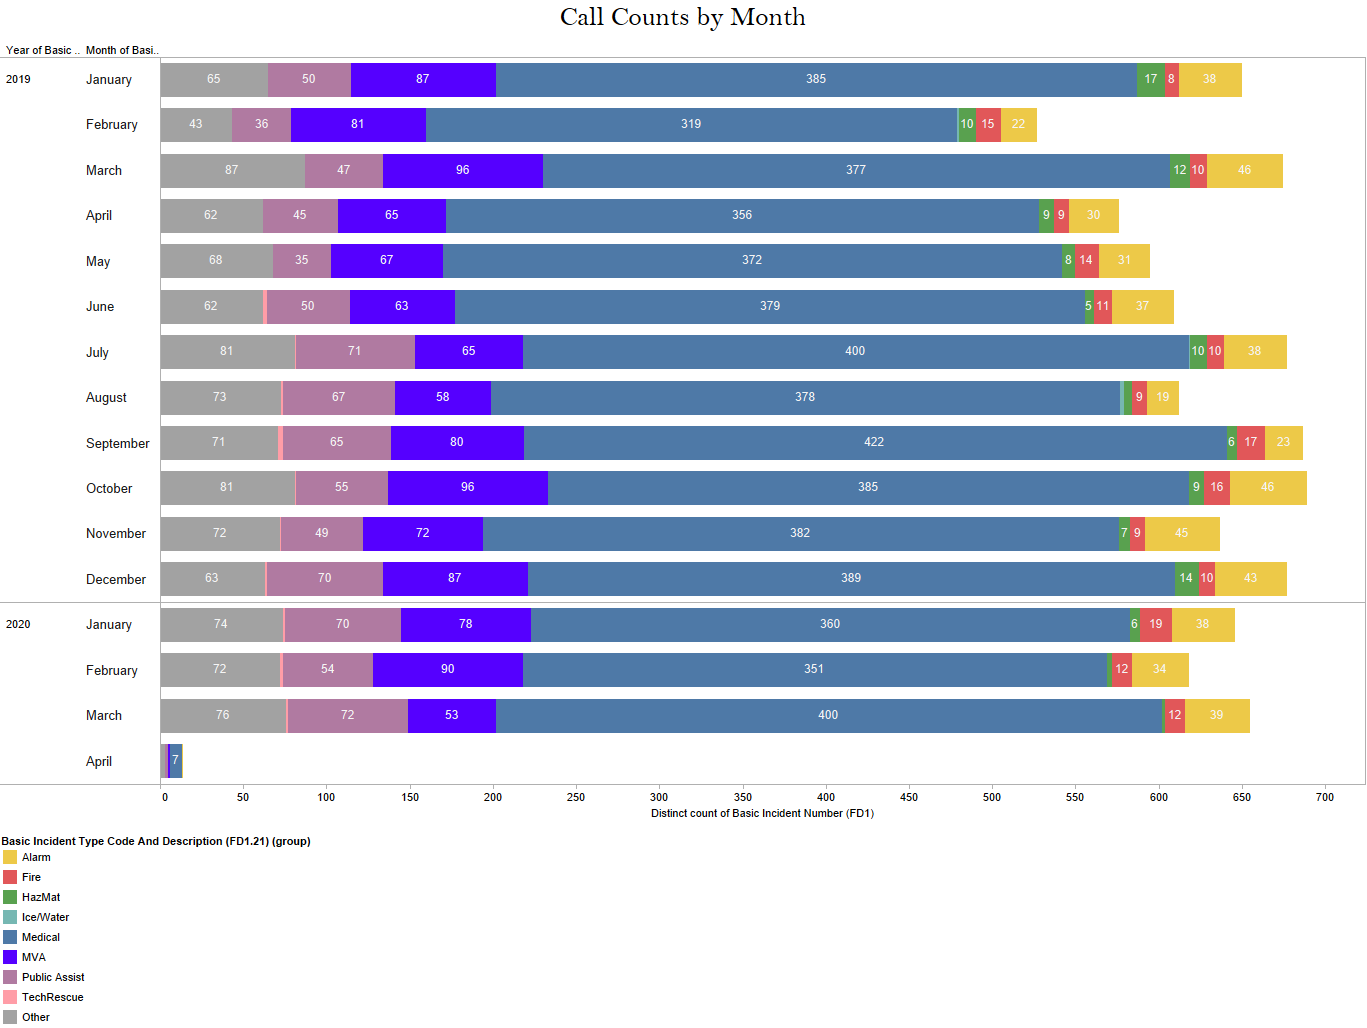 Call Counts by Month
Year of Basic .. Month of Basi..
2019 January 65 50 87 385 17 8 38
February 43 36 81 319 10 15 22
March 87 47 96 377 12 10 46
April 62 45 65 356 9 9 30
May 68 35 67 372 8 14 31
June 62 50 63 379 5 11 37
July 81 71 65 400 10 10 38
August 73 67 58 378 9 19
September 71 65 80 422 6 17 23
October 81 55 96 385 9 16 46
November 72 49 72 382 7 9 45
December 63 70 87 389 14 10 43
2020 January 74 70 78 360 6 19 38
February 72 54 90 351 12 34
March 76 72 53 400 12 39
April 7
0 50 100 150 200 250 300 350 400 450 500 550 600 650 700
Distinct count of Basic Incident Number (FD1)
Basic Incident Type Code And Description (FD1.21) (group)
Alarm
Fire
HazMat
Ice/Water
Medical
MVA
Public Assist
TechRescue
Other